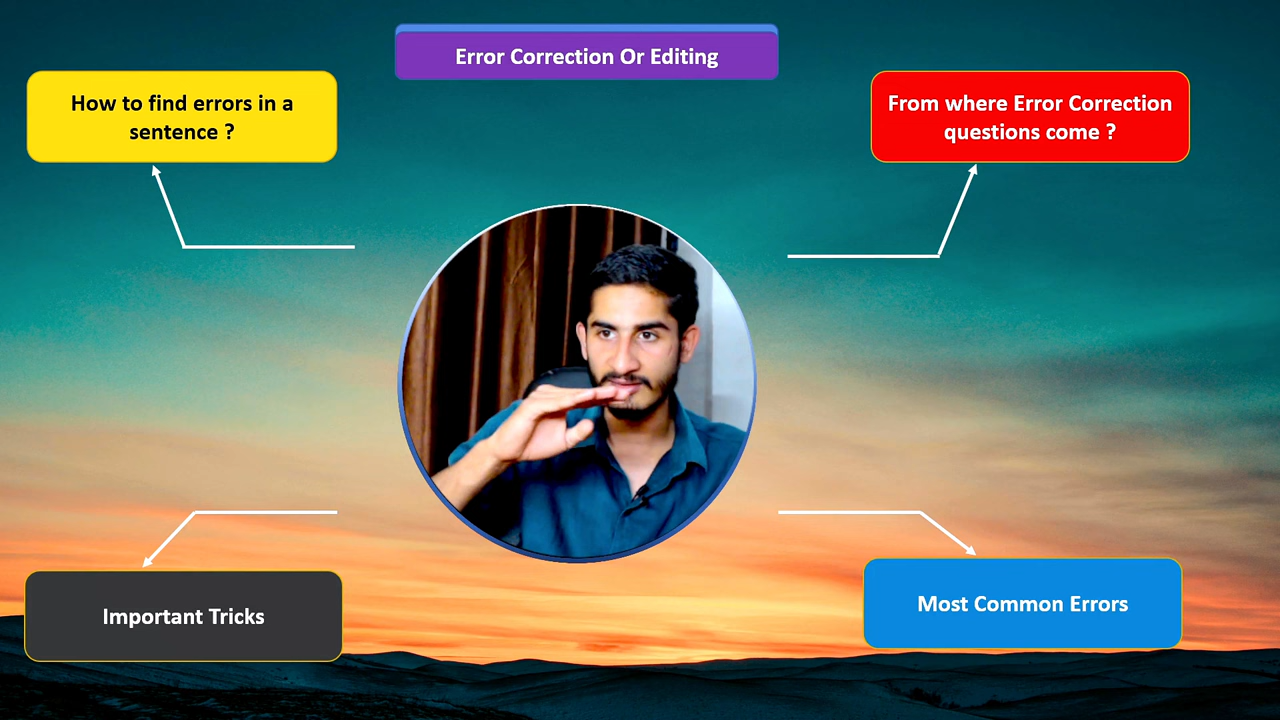 Error Correction Or Editing
How to find errors in a
sentence ?
From where Error Correction
questions come ?
Important Tricks
Most Common Errors